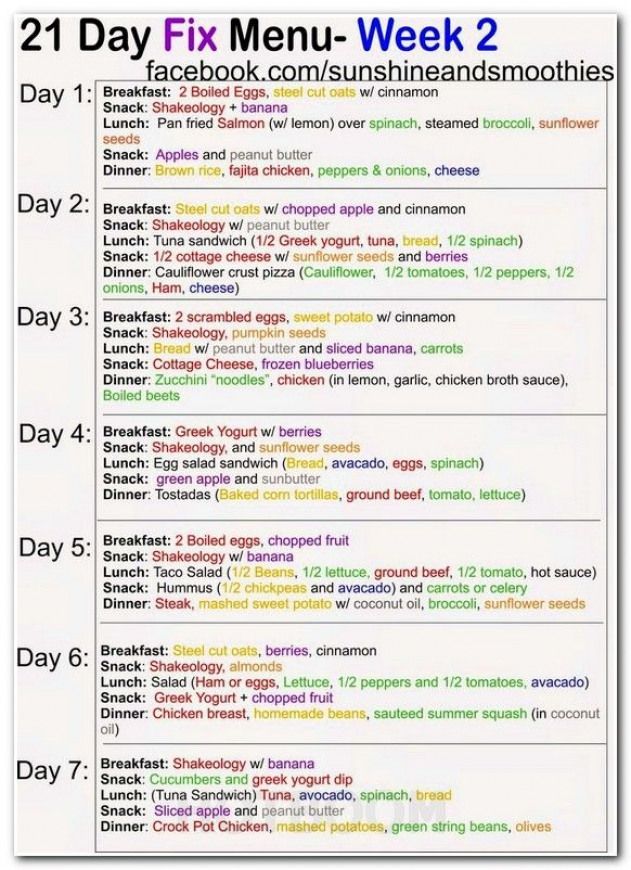 21 Day Fix Menu- Week 2
facebook.com/sunshineandsmoothies
Day 1:
Breakfast: 2 Boiled Eggs, steel cut oats w/ cinnamon
Snack: Shakeology + banana
Lunch: Pan fried Salmon (w/ lemon) over spinach, steamed broccoli, sunflower
seeds
Snack: Apples and peanut butter
Dinner: Brown rice, fajita chicken, peppers & onions, cheese
Day 2:
Breakfast: Steel cut oats w/ chopped apple and cinnamon
Snack: Shakeology w/ peanut butter
Lunch: Tuna sandwich (1/2 Greek yogurt, tuna, bread, 1/2 spinach)
Snack: 1/2 cottage cheese w/ sunflower seeds and berries
Dinner: Cauliflower crust pizza (Cauliflower, 1/2 tomatoes, 1/2 peppers, 1/2
onions, Ham, cheese)
Day 3:
Breakfast: 2 scrambled eggs, sweet potato w/ cinnamon
Snack: Shakeology, pumpkin seeds
Lunch: Bread w/ peanut butter and sliced banana, carrots
Snack: Cottage Cheese, frozen blueberries
Dinner: Zucchini “noodles”, chicken (in lemon, garlic, chicken broth sauce),
Boiled beets
Day 4:
Breakfast: Greek Yogurt w/ berries
Snack: Shakeology, and sunflower seeds
Lunch: Egg salad sandwich (Bread, avacado, eggs, spinach)
Snack: green apple and sunbutter
Dinner: Tostadas (Baked corn tortillas, ground beef, tomato, lettuce)
Day 5:
Breakfast: 2 Boiled eggs, chopped fruit
Snack: Shakeology w/ banana
Lunch: Taco Salad (1/2 Beans, 1/2 lettuce, ground beef, 1/2 tomato, hot sauce)
Snack: Hummus (1/2 chickpeas and avacado) and carrots or celery
Dinner: Steak, mashed sweet potato w/ coconut oil, broccoli, sunflower seeds
Day 6:
Breakfast: Steel cut oats, berries, cinnamon
Snack: Shakeology, almonds
Lunch: Salad (Ham or eggs, Lettuce, 1/2 peppers and 1/2 tomatoes, avacado)
Snack: Greek Yogurt + chopped fruit
Dinner: Chicken breast, homemade beans, sauteed summer squash (in coconut
oil)
Day 7:
Breakfast: Shakeology w/ banana
Snack: Cucumbers and greek yogurt dip
Lunch: (Tuna Sandwich) Tuna, avocado, spinach, bread
Snack: Sliced apple and peanut butter
Dinner: Crock Pot Chicken, mashed potatoes, green string beans, olives